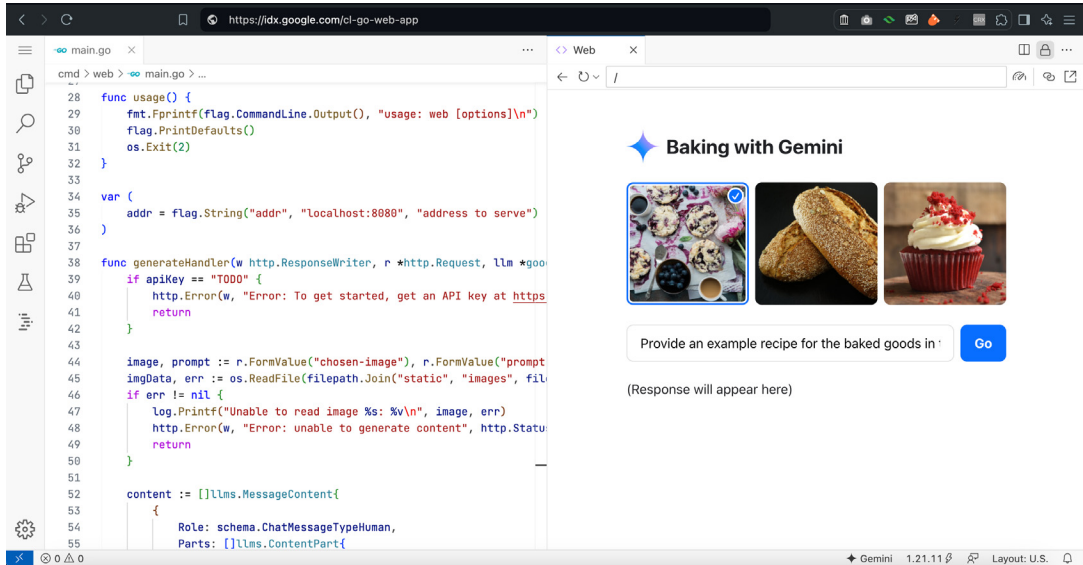 https://idx.google.com/cl-go-web-app
main.go
cmd > web > main.go > ...
28 func usage() {
29 fmt.Fprintf(flag.CommandLine.Output(), "usage: web [options]\n")
30 flag.PrintDefaults()
31 os.Exit(2)
32 }
33
34 var (
35 addr = flag.String("addr", "localhost:8080", "address to serve")
36 )
37
38 func generateHandler(w http.ResponseWriter, r *http.Request, llm *goo
39 if apiKey == "TODO" {
40 http.Error(w, "Error: To get started, get an API key at https
41 return
42 }
43
44 image, prompt := r.FormValue("chosen-image"), r.FormValue("prompt
45 imgData, err := os.ReadFile(filepath.Join("static", "images", file
46 if err != nil {
47 log.Printf("Unable to read image %s: %v\n", image, err)
48 http.Error(w, "Error: unable to generate content", http.Statu
49 return
50 }
51
52 content := []llms.MessageContent{
53 {
54 Role: schema.ChatMessageTypeHuman,
55 Parts: []llms.ContentPart{
0 0
Web
/
Baking with Gemini
Provide an example recipe for the baked goods in
Go
(Response will appear here)
Gemini 1.21.11 Layout: U.S.